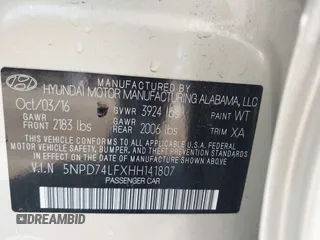 MANUFACTURED BY
HYUNDAI MOTOR MANUFACTURING ALABAMA, LLC
Oct/03/16 GVWR 3924 lbs PAINT WT
GAWR FRONT 2183 lbs GAWR REAR 2006 lbs TRIM XA
THIS VEHICLE CONFORMS TO ALL APPLICABLE U.S. FEDERAL MOTOR VEHICLE
SAFETY, BUMPER, AND THEFT PREVENTION STANDARDS IN EFFECT ON THE
DATE OF MANUFACTURE SHOWN ABOVE.
V.I.N 5NPD74LFXHH141807
PASSENGER CAR
DREAMBID